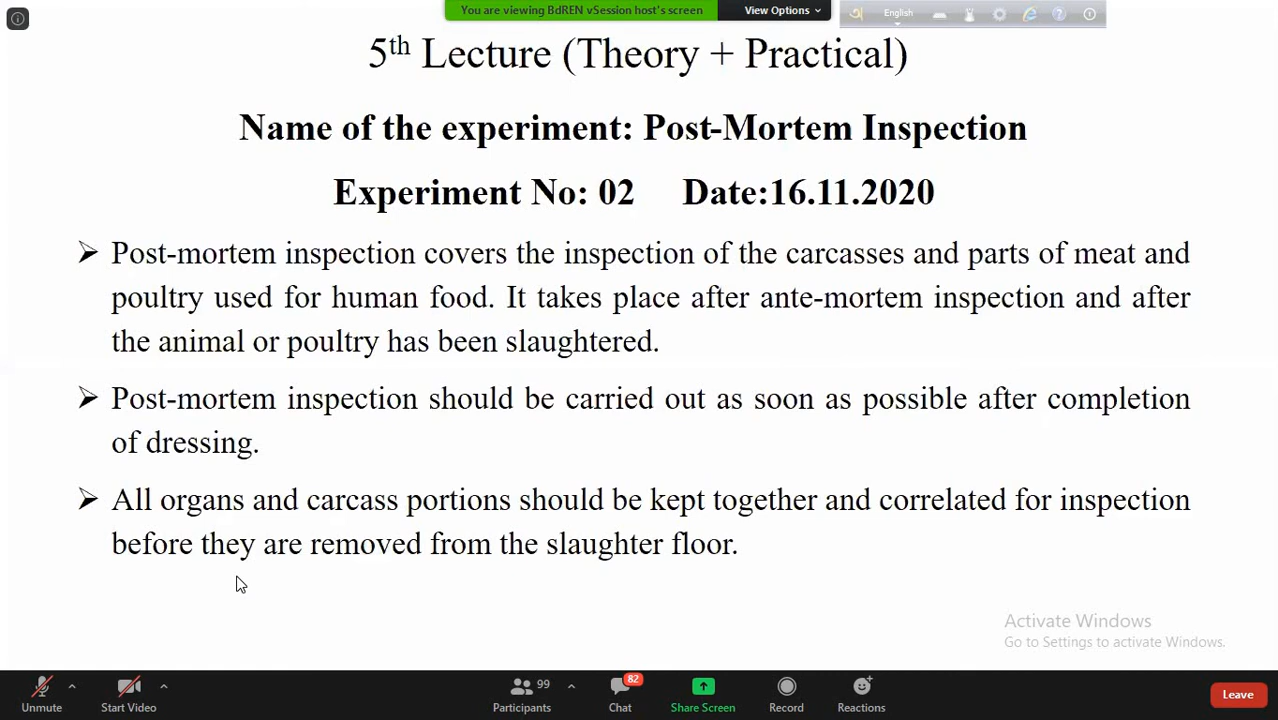 You are viewing BdREN vSession host's screen View Options English
5th Lecture (Theory + Practical)
Name of the experiment: Post-Mortem Inspection
Experiment No: 02 Date:16.11.2020
➢ Post-mortem inspection covers the inspection of the carcasses and parts of meat and
poultry used for human food. It takes place after ante-mortem inspection and after
the animal or poultry has been slaughtered.
➢ Post-mortem inspection should be carried out as soon as possible after completion
of dressing.
➢ All organs and carcass portions should be kept together and correlated for inspection
before they are removed from the slaughter floor.
Activate Windows
Go to Settings to activate Windows.
99 82
Unmute Start Video Participants Chat Share Screen Record Reactions Leave